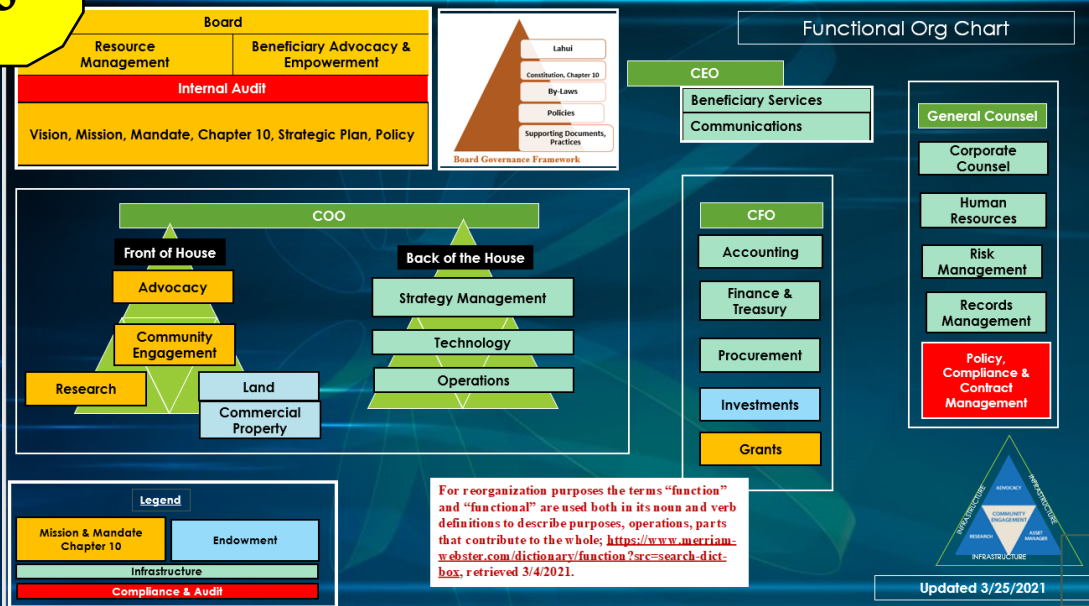 Board
Resource
Management
Beneficiary Advocacy &
Empowerment
Internal Audit
Vision, Mission, Mandate, Chapter 10, Strategic Plan, Policy
Lahui
Constitution, Chapter 10
By-Laws
Policies
Supporting Documents,
Practices
Board Governance Framework
Functional Org Chart
CEO
Beneficiary Services
Communications
General Counsel
Corporate
Counsel
Human
Resources
Risk
Management
Records
Management
Policy,
Compliance &
Contract
Management
COO
Front of House
Advocacy
Community
Engagement
Research
Land
Commercial
Property
Back of the House
Strategy Management
Technology
Operations
CFO
Accounting
Finance &
Treasury
Procurement
Investments
Grants
Legend
Mission & Mandate
Chapter 10
Endowment
Infrastructure
Compliance & Audit
For reorganization purposes the terms “function”
and “functional” are used both in its noun and verb
definitions to describe purposes, operations, parts
that contribute to the whole; https://www.merriam-
webster.com/dictionary/function?src=search-dict-
box, retrieved 3/4/2021.
INFRASTRUCTURE
INFRASTRUCTURE
ADVOCACY
COMMUNITY
ENGAGEMENT
RESEARCH
ASSET
MANAGER
INFRASTRUCTURE
Updated 3/25/2021